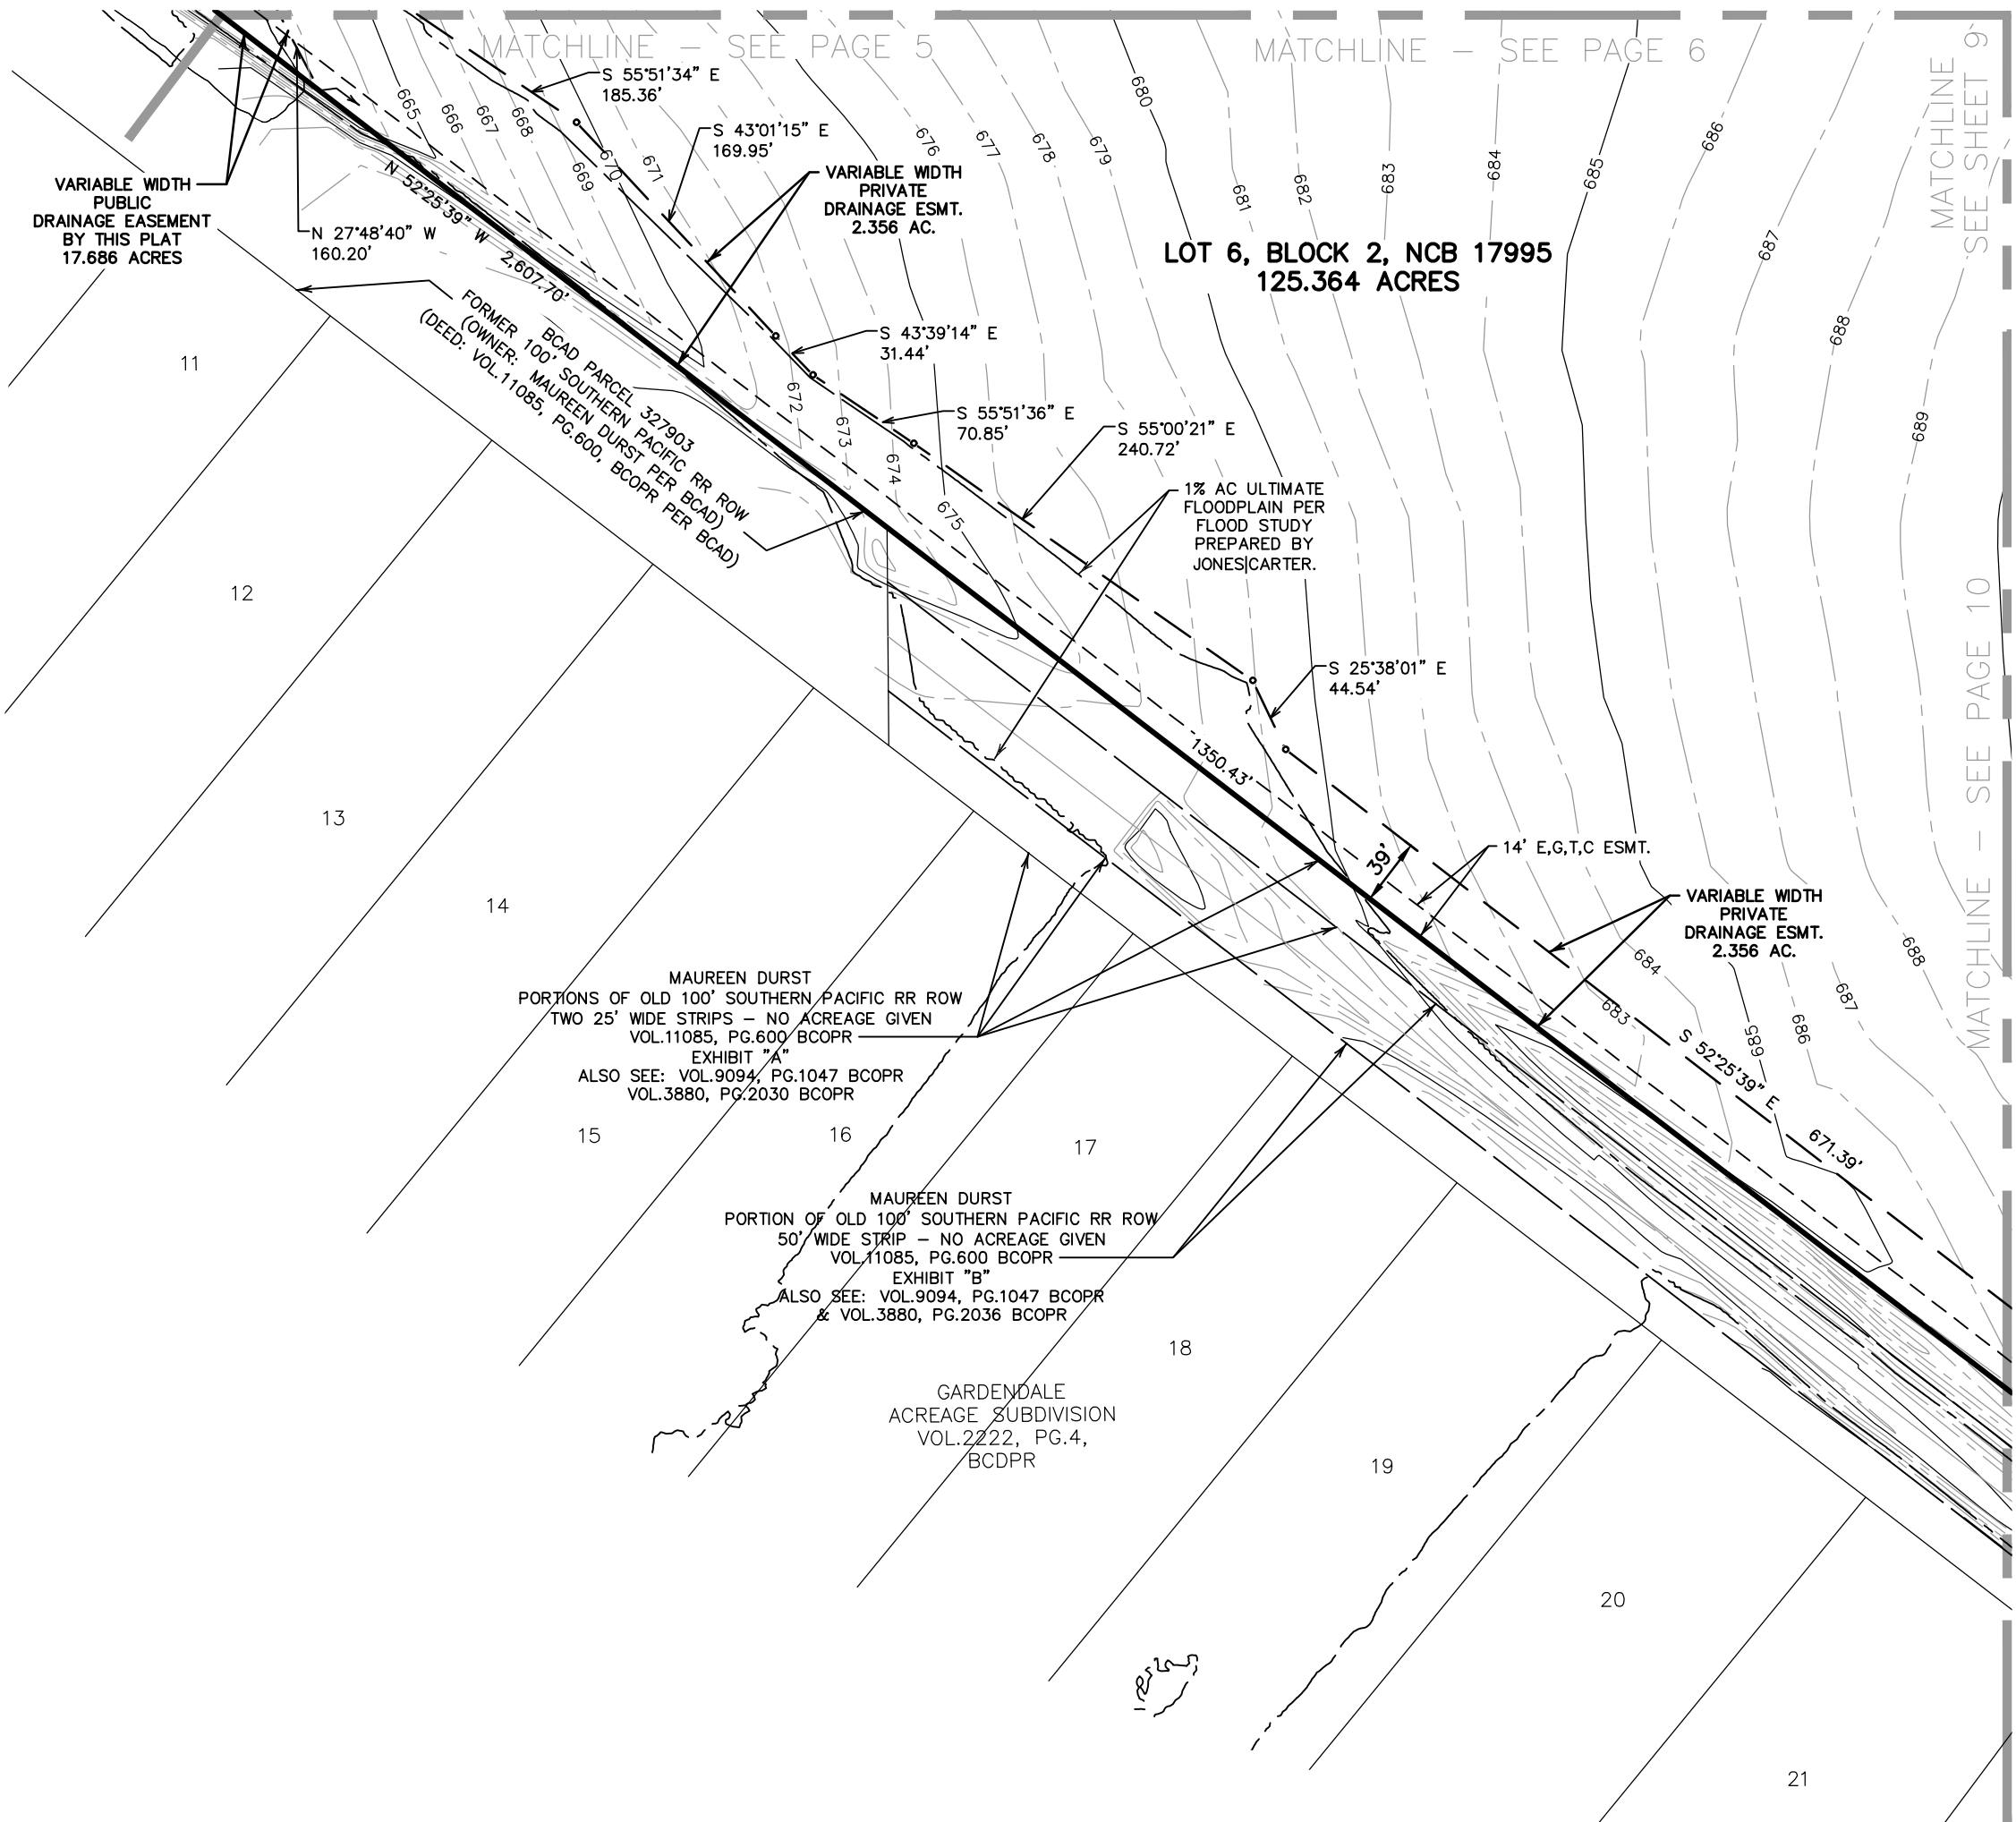 MATCHLINE – SEE PAGE 5
MATCHLINE – SEE PAGE 6
MATCHLINE
SEE SHEET 9
MATCHLINE – SEE PAGE 10
S 55°51'34" E
185.36'
S 43°01'15" E
169.95'
VARIABLE WIDTH
PRIVATE
DRAINAGE ESMT.
2.356 AC.
VARIABLE WIDTH
PUBLIC
DRAINAGE EASEMENT
BY THIS PLAT
17.686 ACRES
N 27°48'40" W
160.20'
N 52°25'39" W
2,607.70'
LOT 6, BLOCK 2, NCB 17995
125.364 ACRES
BCAD PARCEL 327903
FORMER 100' SOUTHERN PACIFIC RR ROW
(OWNER: MAUREEN DURST PER BCAD)
(DEED: VOL.11085, PG.600, BCOPR PER BCAD)
S 43°39'14" E
31.44'
S 55°51'36" E
70.85'
S 55°00'21" E
240.72'
1% AC ULTIMATE
FLOODPLAIN PER
FLOOD STUDY
PREPARED BY
JONES|CARTER.
S 25°38'01" E
44.54'
1350.43'
39'
14' E,G,T,C ESMT.
VARIABLE WIDTH
PRIVATE
DRAINAGE ESMT.
2.356 AC.
S 52°25'39" E
671.39'
MAUREEN DURST
PORTIONS OF OLD 100' SOUTHERN PACIFIC RR ROW
TWO 25' WIDE STRIPS – NO ACREAGE GIVEN
VOL.11085, PG.600 BCOPR
EXHIBIT "A"
ALSO SEE: VOL.9094, PG.1047 BCOPR
VOL.3880, PG.2030 BCOPR
MAUREEN DURST
PORTION OF OLD 100' SOUTHERN PACIFIC RR ROW
50' WIDE STRIP – NO ACREAGE GIVEN
VOL.11085, PG.600 BCOPR
EXHIBIT "B"
ALSO SEE: VOL.9094, PG.1047 BCOPR
& VOL.3880, PG.2036 BCOPR
GARDENDALE
ACREAGE SUBDIVISION
VOL.2222, PG.4,
BCDPR
11
12
13
14
15
16
17
18
19
20
21
665
666
667
668
669
670
671
672
673
674
675
676
677
678
679
680
681
682
683
684
685
686
687
688
689
683
684
685
686
687
688